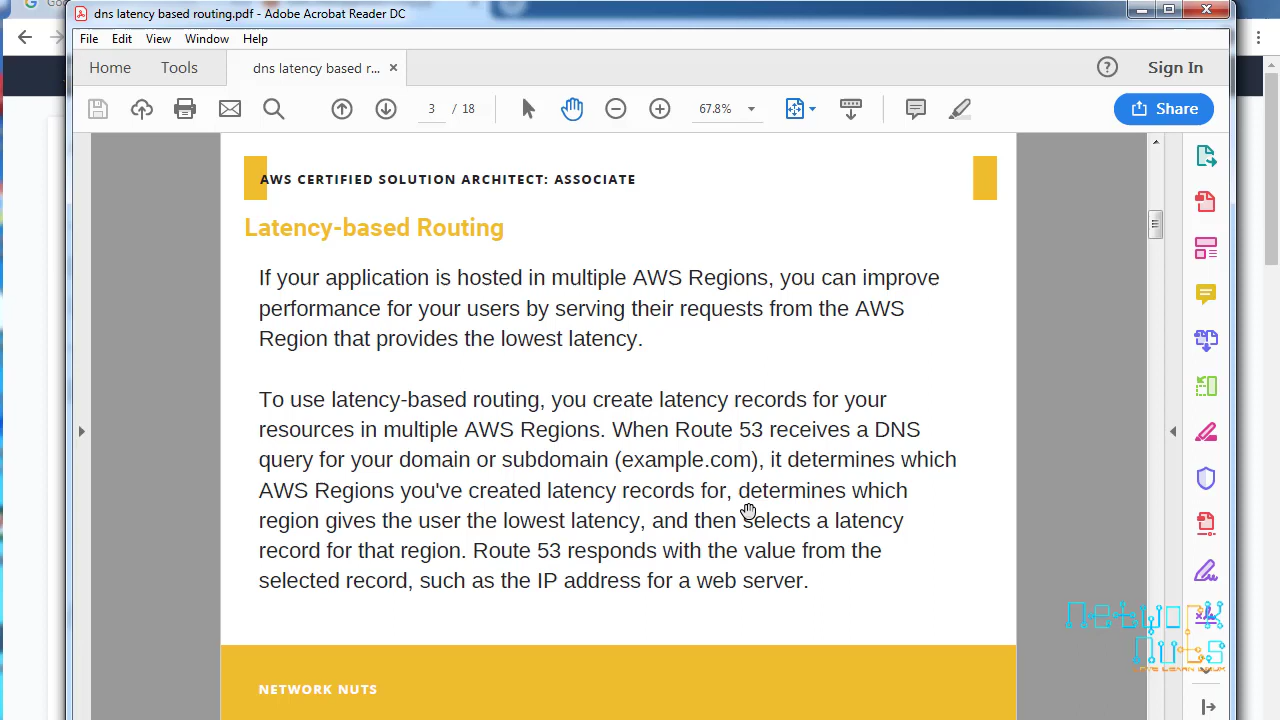 dns latency based routing.pdf - Adobe Acrobat Reader DC
File Edit View Window Help
Home Tools dns latency based r... Sign In
3 / 18 67.8% Share
AWS CERTIFIED SOLUTION ARCHITECT: ASSOCIATE
Latency-based Routing
If your application is hosted in multiple AWS Regions, you can improve
performance for your users by serving their requests from the AWS
Region that provides the lowest latency.
To use latency-based routing, you create latency records for your
resources in multiple AWS Regions. When Route 53 receives a DNS
query for your domain or subdomain (example.com), it determines which
AWS Regions you've created latency records for, determines which
region gives the user the lowest latency, and then selects a latency
record for that region. Route 53 responds with the value from the
selected record, such as the IP address for a web server.
NETWORK NUTS
Network
Nuts